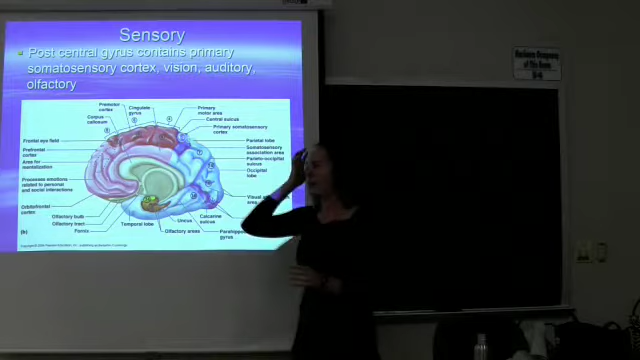 Sensory
Post central gyrus contains primary
somatosensory cortex, vision, auditory,
olfactory
Premotor
cortex
Cingulate
gyrus
Primary
motor area
Corpus
callosum
Central sulcus
Primary somatosensory
cortex
Frontal eye field
Parietal lobe
Prefrontal
cortex
Somatosensory
association area
Area for
Parieto-occipital
sulcus
Processes emotions
related to personal
and social interactions
Occipital
lobe
Orbitofrontal
cortex
Visual
area
Olfactory bulb
Olfactory tract
Fornix
Temporal lobe
Uncus
Olfactory areas
Calcarine
sulcus
gyrus
(b)